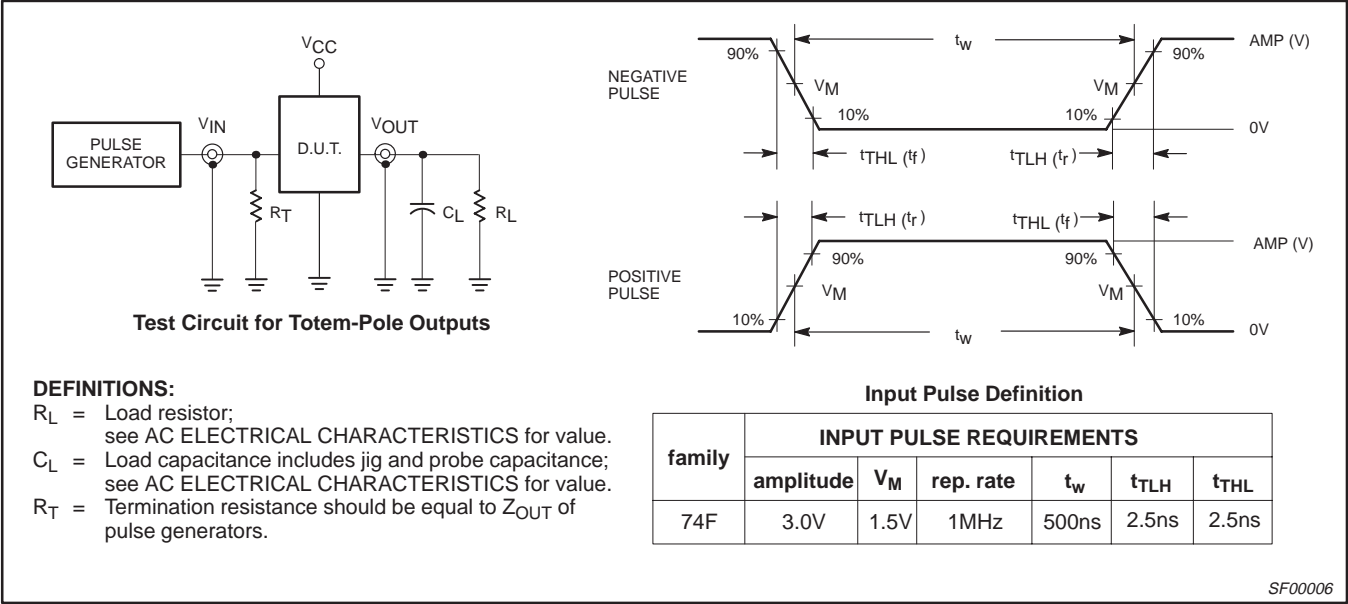 VCC
VIN
VOUT
PULSE
GENERATOR
D.U.T.
RT
CL
RL
Test Circuit for Totem-Pole Outputs
NEGATIVE
PULSE
90%
tw
90%
AMP (V)
VM
VM
10%
10%
0V
tTHL (tf )
tTLH (tr )
tTLH (tr )
tTHL (tf )
AMP (V)
POSITIVE
PULSE
90%
90%
VM
VM
10%
10%
tw
0V
DEFINITIONS:
RL = Load resistor;
see AC ELECTRICAL CHARACTERISTICS for value.
CL = Load capacitance includes jig and probe capacitance;
see AC ELECTRICAL CHARACTERISTICS for value.
RT = Termination resistance should be equal to ZOUT of
pulse generators.
Input Pulse Definition
family
INPUT PULSE REQUIREMENTS
amplitude VM rep. rate tw tTLH tTHL
74F 3.0V 1.5V 1MHz 500ns 2.5ns 2.5ns
SF00006